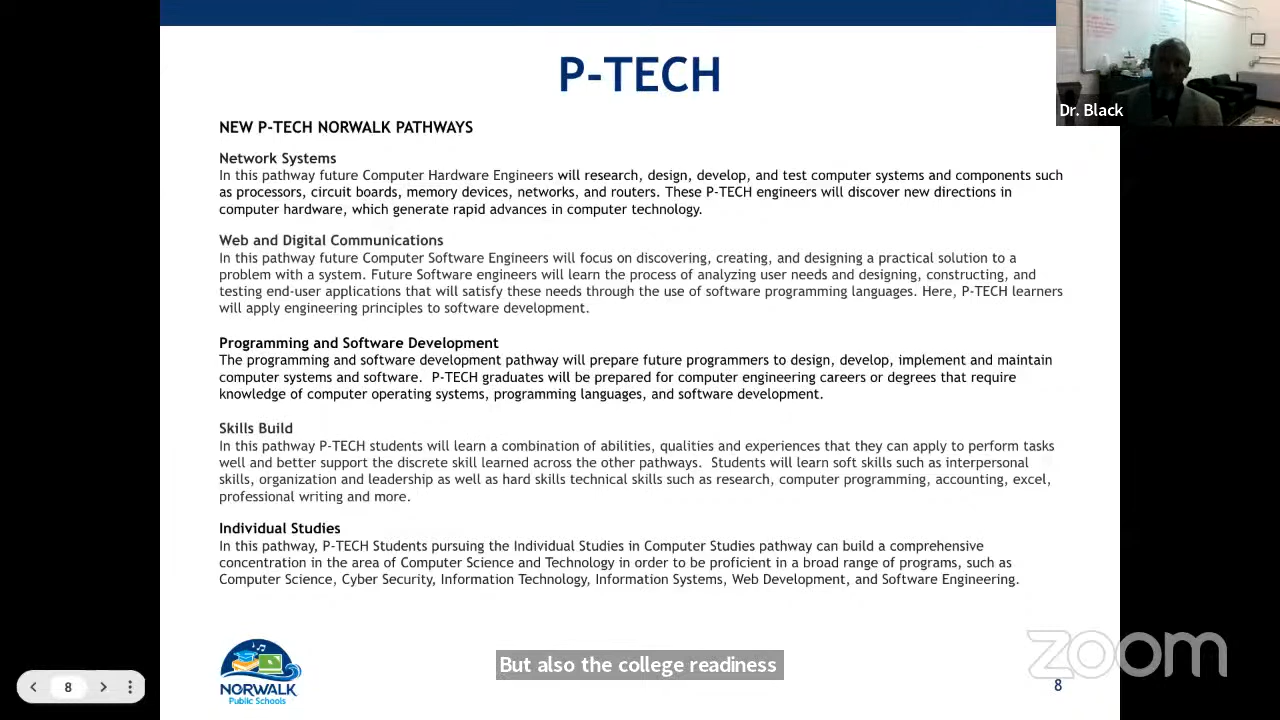 P-TECH
Dr. Black
NEW P-TECH NORWALK PATHWAYS
Network Systems
In this pathway future Computer Hardware Engineers will research, design, develop, and test computer systems and components such
as processors, circuit boards, memory devices, networks, and routers. These P-TECH engineers will discover new directions in
computer hardware, which generate rapid advances in computer technology.
Web and Digital Communications
In this pathway future Computer Software Engineers will focus on discovering, creating, and designing a practical solution to a
problem with a system. Future Software engineers will learn the process of analyzing user needs and designing, constructing, and
testing end-user applications that will satisfy these needs through the use of software programming languages. Here, P-TECH learners
will apply engineering principles to software development.
Programming and Software Development
The programming and software development pathway will prepare future programmers to design, develop, implement and maintain
computer systems and software.  P-TECH graduates will be prepared for computer engineering careers or degrees that require
knowledge of computer operating systems, programming languages, and software development.
Skills Build
In this pathway P-TECH students will learn a combination of abilities, qualities and experiences that they can apply to perform tasks
well and better support the discrete skill learned across the other pathways.  Students will learn soft skills such as interpersonal
skills, organization and leadership as well as hard skills technical skills such as research, computer programming, accounting, excel,
professional writing and more.
Individual Studies
In this pathway, P-TECH Students pursuing the Individual Studies in Computer Studies pathway can build a comprehensive
concentration in the area of Computer Science and Technology in order to be proficient in a broad range of programs, such as
Computer Science, Cyber Security, Information Technology, Information Systems, Web Development, and Software Engineering.
8
NORWALK
Public Schools
But also the college readiness
zoom
8